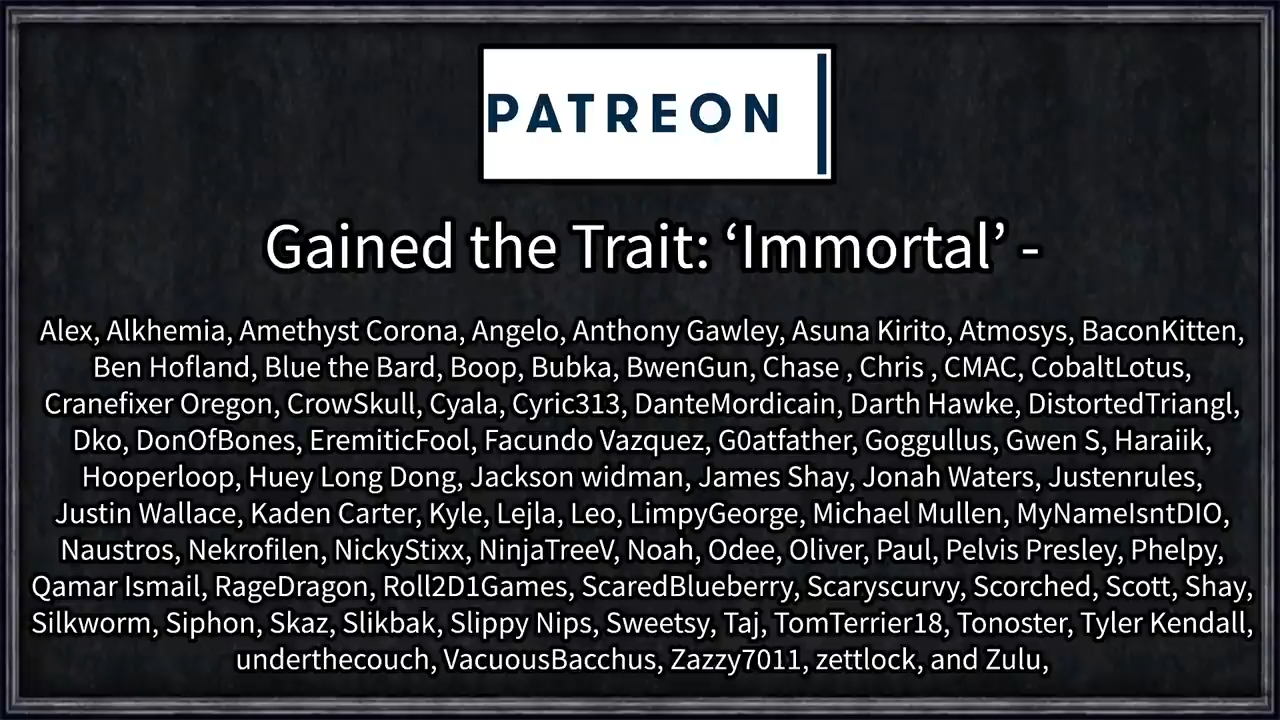 PATREON
Gained the Trait: ‘Immortal’ -
Alex, Alkhemia, Amethyst Corona, Angelo, Anthony Gawley, Asuna Kirito, Atmosys, BaconKitten,
Ben Hofland, Blue the Bard, Boop, Bubka, BwenGun, Chase , Chris , CMAC, CobaltLotus,
Cranefixer Oregon, CrowSkull, Cyala, Cyric313, DanteMordicain, Darth Hawke, DistortedTriangl,
Dko, DonOfBones, EremiticFool, Facundo Vazquez, G0atfather, Goggullus, Gwen S, Haraiik,
Hooperloop, Huey Long Dong, Jackson widman, James Shay, Jonah Waters, Justenrules,
Justin Wallace, Kaden Carter, Kyle, Lejla, Leo, LimpyGeorge, Michael Mullen, MyNameIsntDIO,
Naustros, Nekrofilen, NickyStixx, NinjaTreeV, Noah, Odee, Oliver, Paul, Pelvis Presley, Phelpy,
Qamar Ismail, RageDragon, Roll2D1Games, ScaredBlueberry, Scaryscurvy, Scorched, Scott, Shay,
Silkworm, Siphon, Skaz, Slikbak, Slippy Nips, Sweetsy, Taj, TomTerrier18, Tonoster, Tyler Kendall,
underthecouch, VacuousBacchus, Zazzy7011, zettlock, and Zulu,